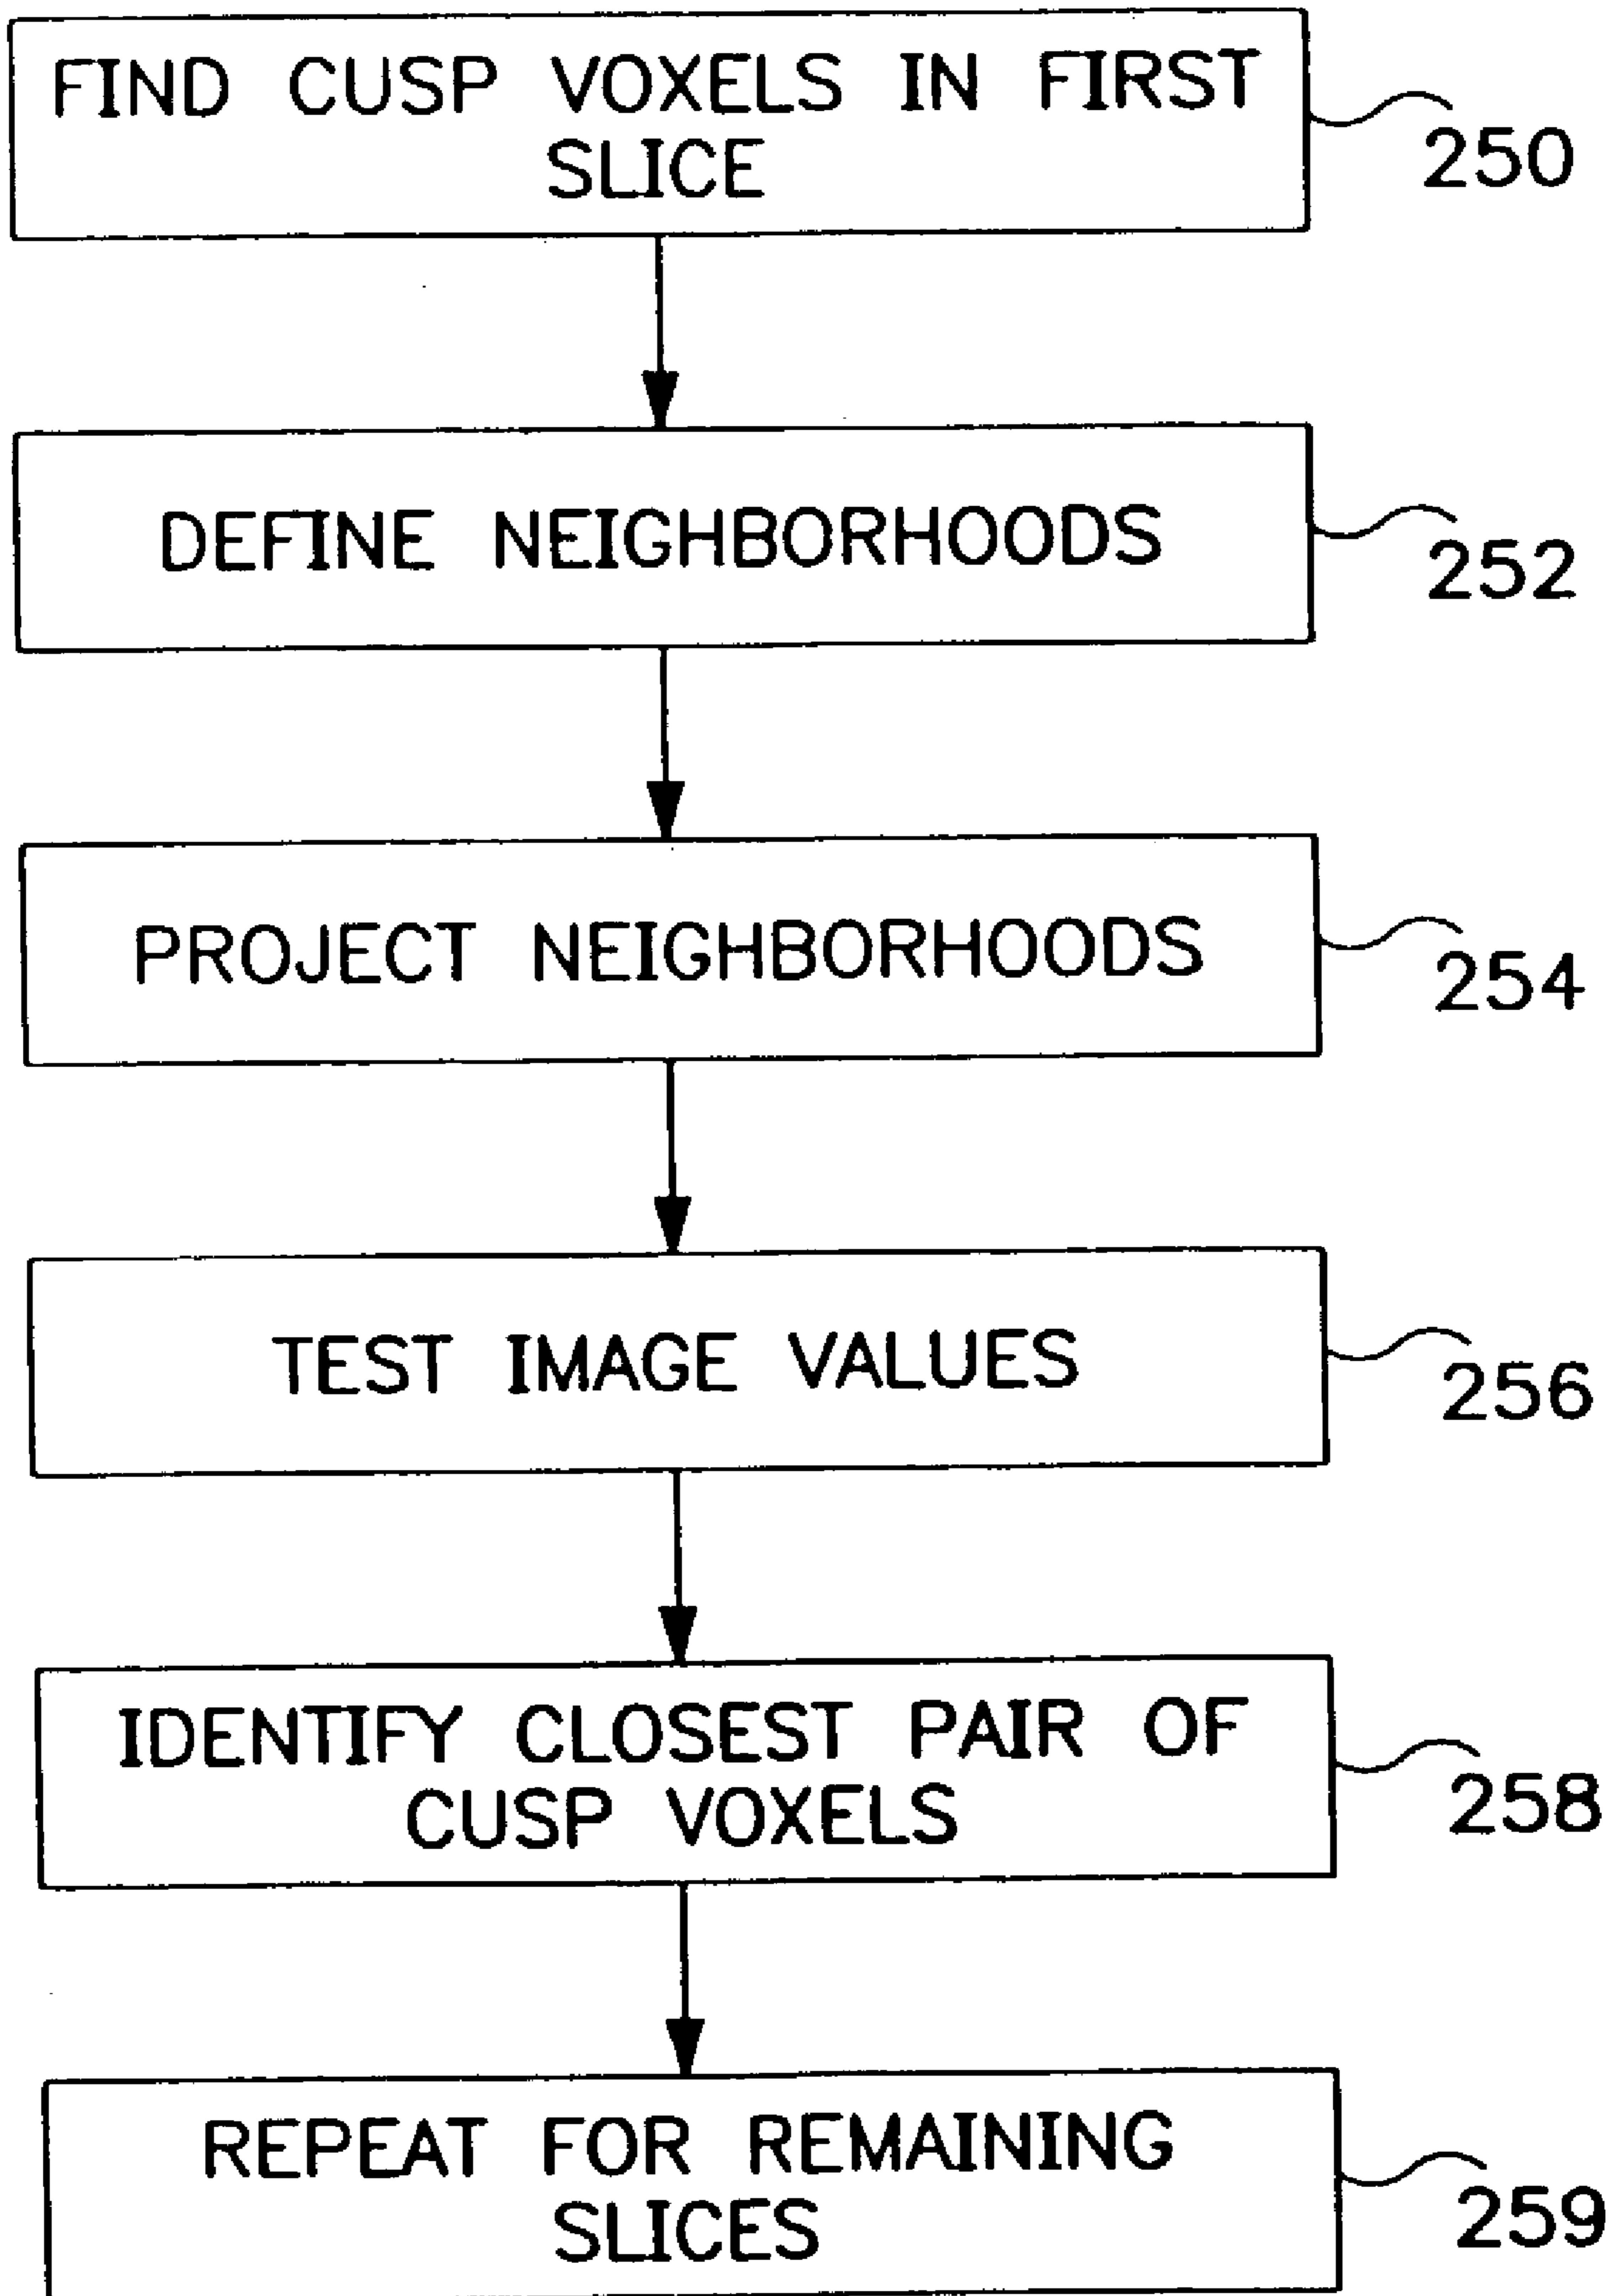 FIND CUSP VOXELS IN FIRST
SLICE
250
DEFINE NEIGHBORHOODS
252
PROJECT NEIGHBORHOODS
254
TEST IMAGE VALUES
256
IDENTIFY CLOSEST PAIR OF
CUSP VOXELS
258
REPEAT FOR REMAINING
SLICES
259